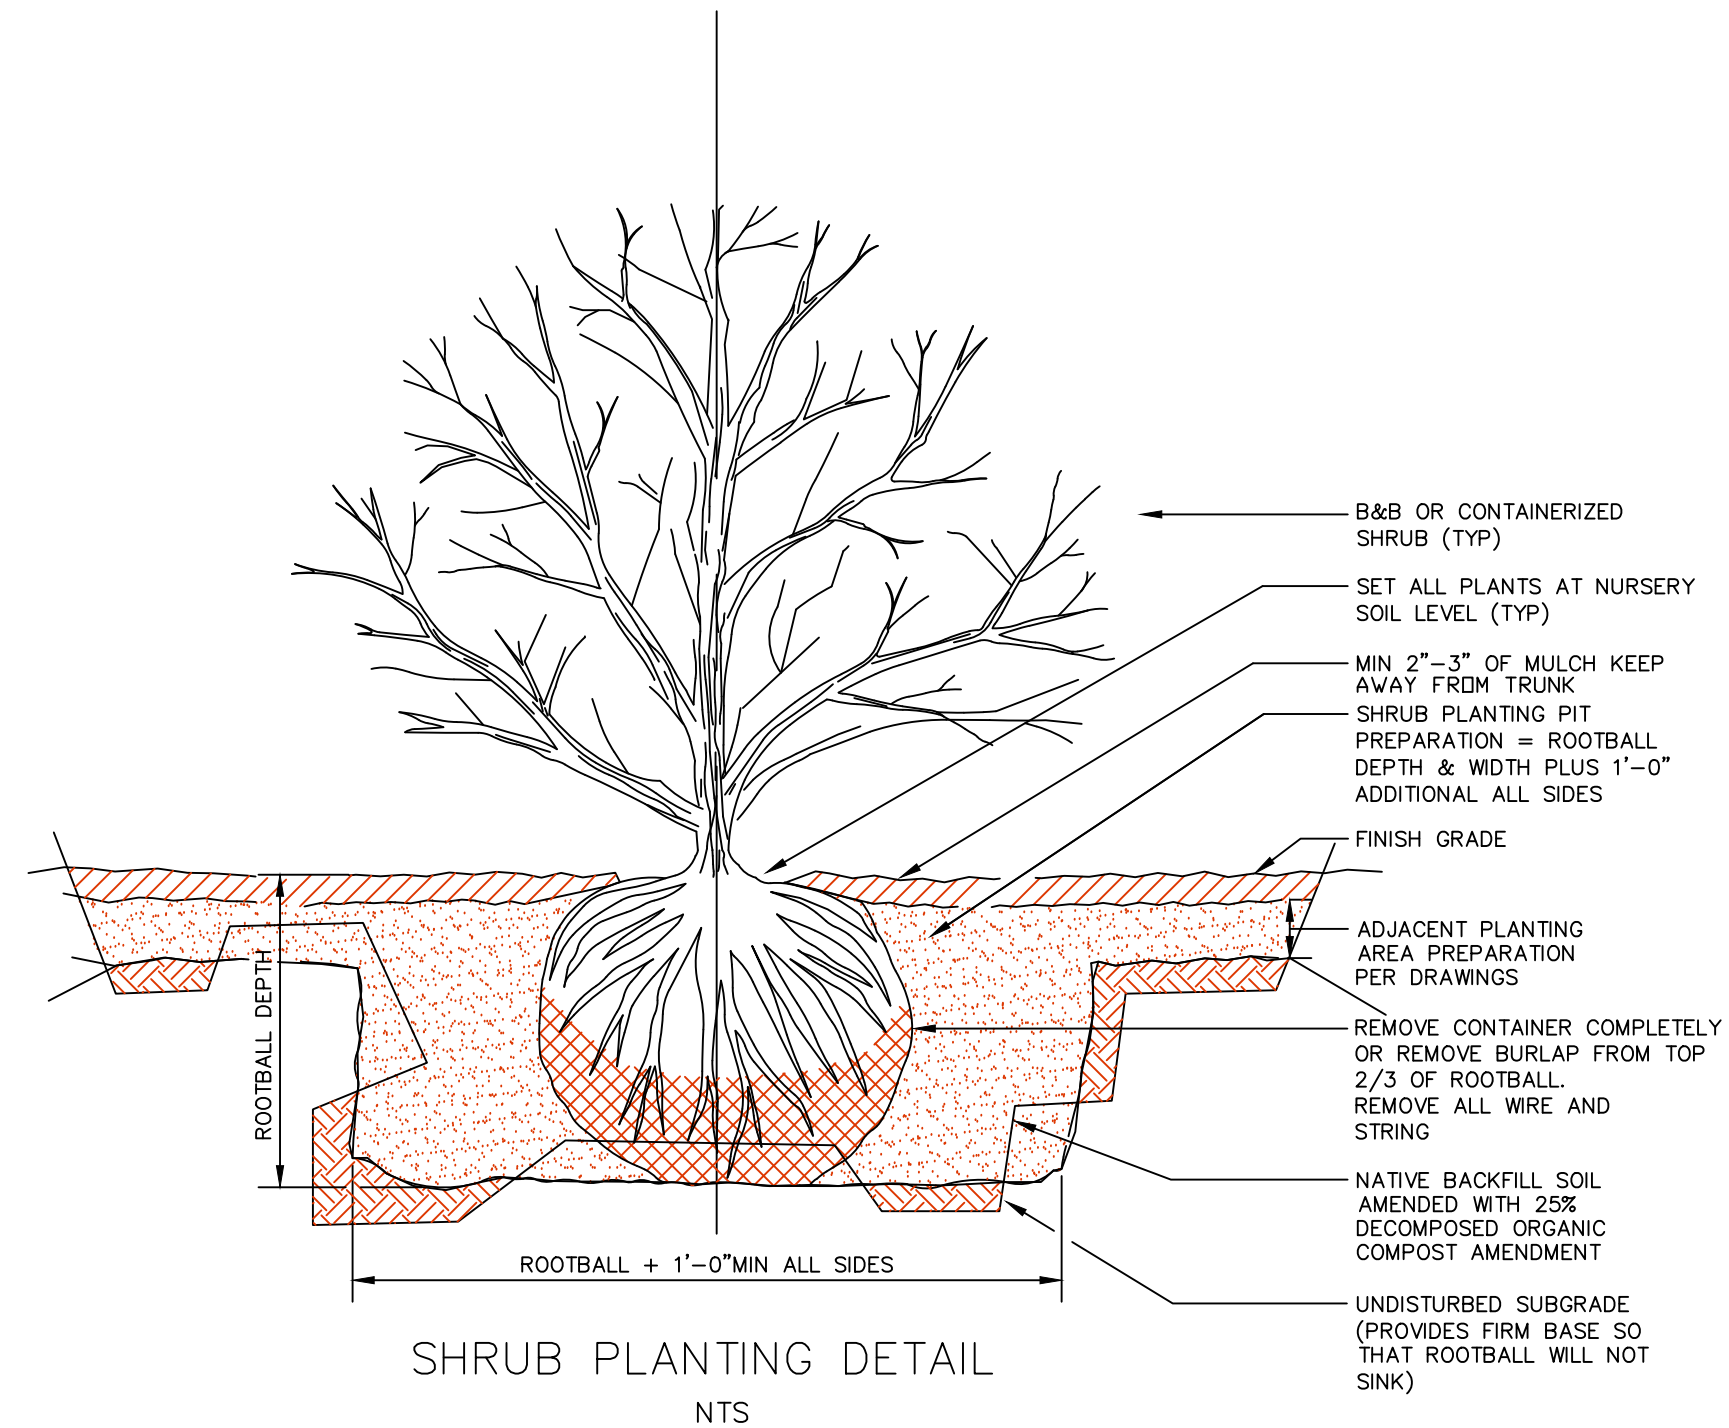 B&B OR CONTAINERIZED
SHRUB (TYP)
SET ALL PLANTS AT NURSERY
SOIL LEVEL (TYP)
MIN 2"-3" OF MULCH KEEP
AWAY FROM TRUNK
SHRUB PLANTING PIT
PREPARATION = ROOTBALL
DEPTH & WIDTH PLUS 1'-0"
ADDITIONAL ALL SIDES
FINISH GRADE
ADJACENT PLANTING
AREA PREPARATION
PER DRAWINGS
REMOVE CONTAINER COMPLETELY
OR REMOVE BURLAP FROM TOP
2/3 OF ROOTBALL.
REMOVE ALL WIRE AND
STRING
NATIVE BACKFILL SOIL
AMENDED WITH 25%
DECOMPOSED ORGANIC
COMPOST AMENDMENT
UNDISTURBED SUBGRADE
(PROVIDES FIRM BASE SO
THAT ROOTBALL WILL NOT
SINK)
ROOTBALL DEPTH
ROOTBALL + 1'-0"MIN ALL SIDES
SHRUB PLANTING DETAIL
NTS